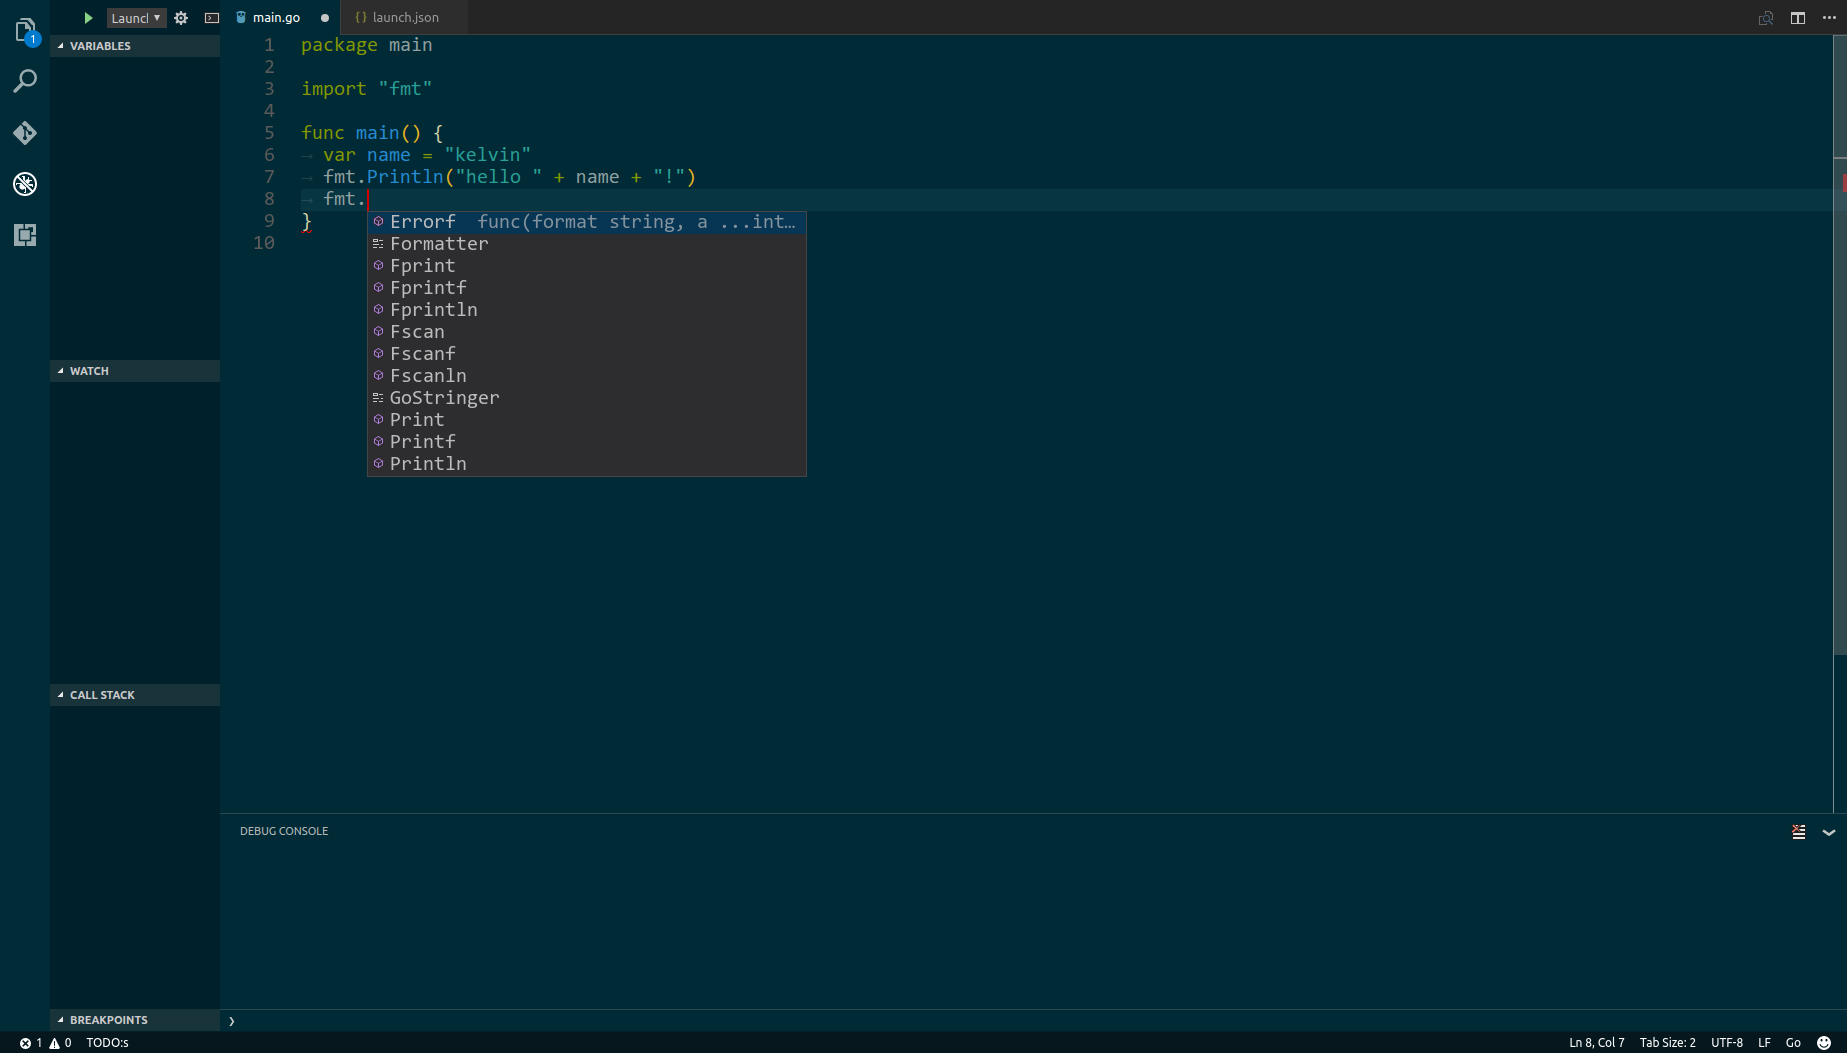 Launcl
main.go
launch.json
1
VARIABLES
WATCH
CALL STACK
BREAKPOINTS
1 package main
2
3 import "fmt"
4
5 func main() {
6 var name = "kelvin"
7 fmt.Println("hello " + name + "!")
8 fmt.
9 }
10
Errorf func(format string, a ...int…
Formatter
Fprint
Fprintf
Fprintln
Fscan
Fscanf
Fscanln
GoStringer
Print
Printf
Println
DEBUG CONSOLE
1 0 TODO:s
Ln 8, Col 7 Tab Size: 2 UTF-8 LF Go